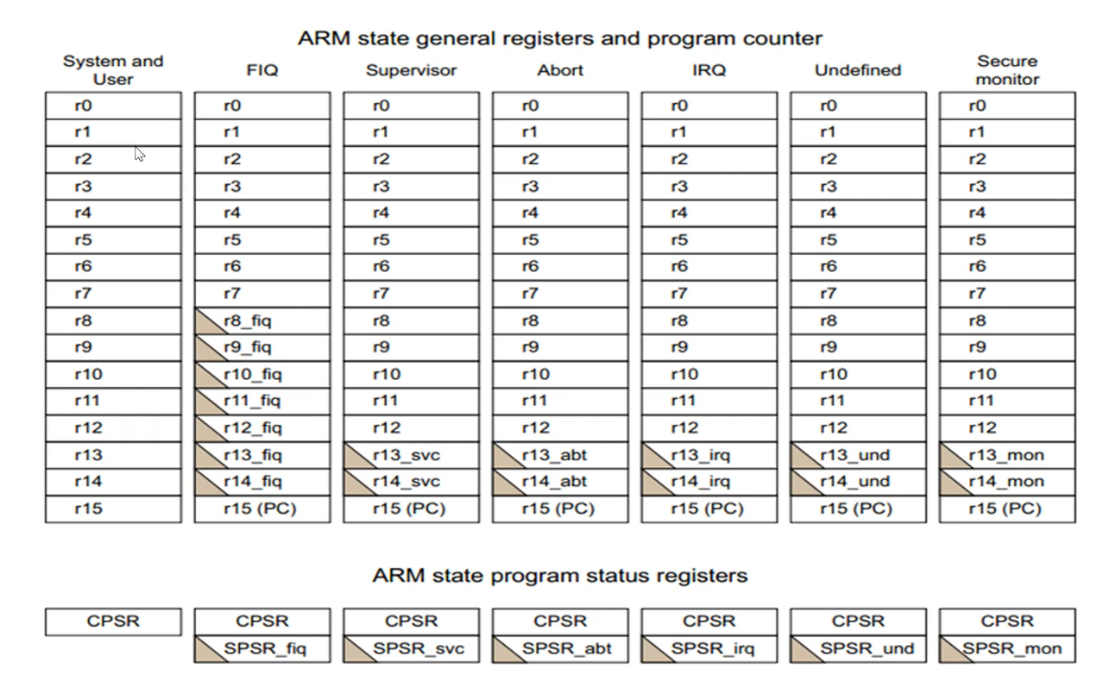 ARM state general registers and program counter
System and User FIQ Supervisor Abort IRQ Undefined Secure monitor
r0 r0 r0 r0 r0 r0 r0
r1 r1 r1 r1 r1 r1 r1
r2 r2 r2 r2 r2 r2 r2
r3 r3 r3 r3 r3 r3 r3
r4 r4 r4 r4 r4 r4 r4
r5 r5 r5 r5 r5 r5 r5
r6 r6 r6 r6 r6 r6 r6
r7 r7 r7 r7 r7 r7 r7
r8 r8_fiq r8 r8 r8 r8 r8
r9 r9_fiq r9 r9 r9 r9 r9
r10 r10_fiq r10 r10 r10 r10 r10
r11 r11_fiq r11 r11 r11 r11 r11
r12 r12_fiq r12 r12 r12 r12 r12
r13 r13_fiq r13_svc r13_abt r13_irq r13_und r13_mon
r14 r14_fiq r14_svc r14_abt r14_irq r14_und r14_mon
r15 r15 (PC) r15 (PC) r15 (PC) r15 (PC) r15 (PC) r15 (PC)
ARM state program status registers
CPSR CPSR CPSR CPSR CPSR CPSR CPSR
SPSR_fiq SPSR_svc SPSR_abt SPSR_irq SPSR_und SPSR_mon